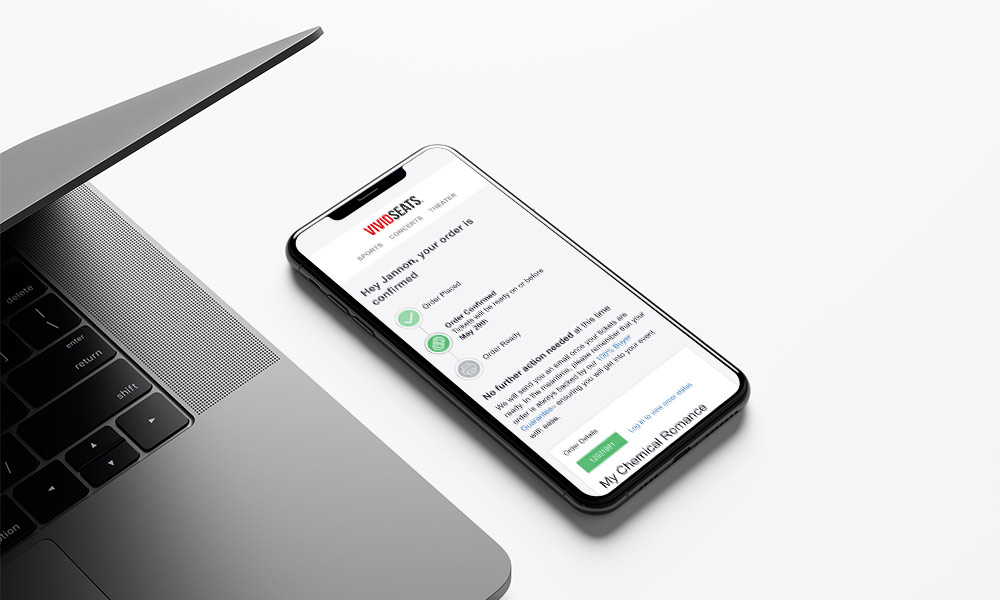 VIVIDSEATS
SPORTS CONCERTS THEATER
Hey Jannon, your order is
confirmed
Order Placed
Order Confirmed
Tickets will be ready on or before
May 26th
Order Ready
No further action needed at this time
We will send you an email once your tickets are
ready. In the meantime, please remember that your
order is always backed by our 100% Buyer
Guarantee® ensuring you will get into your event
with ease.
Order Details
Log in to view order status
My Chemical Romance
delete
enter
return
shift
/
tion